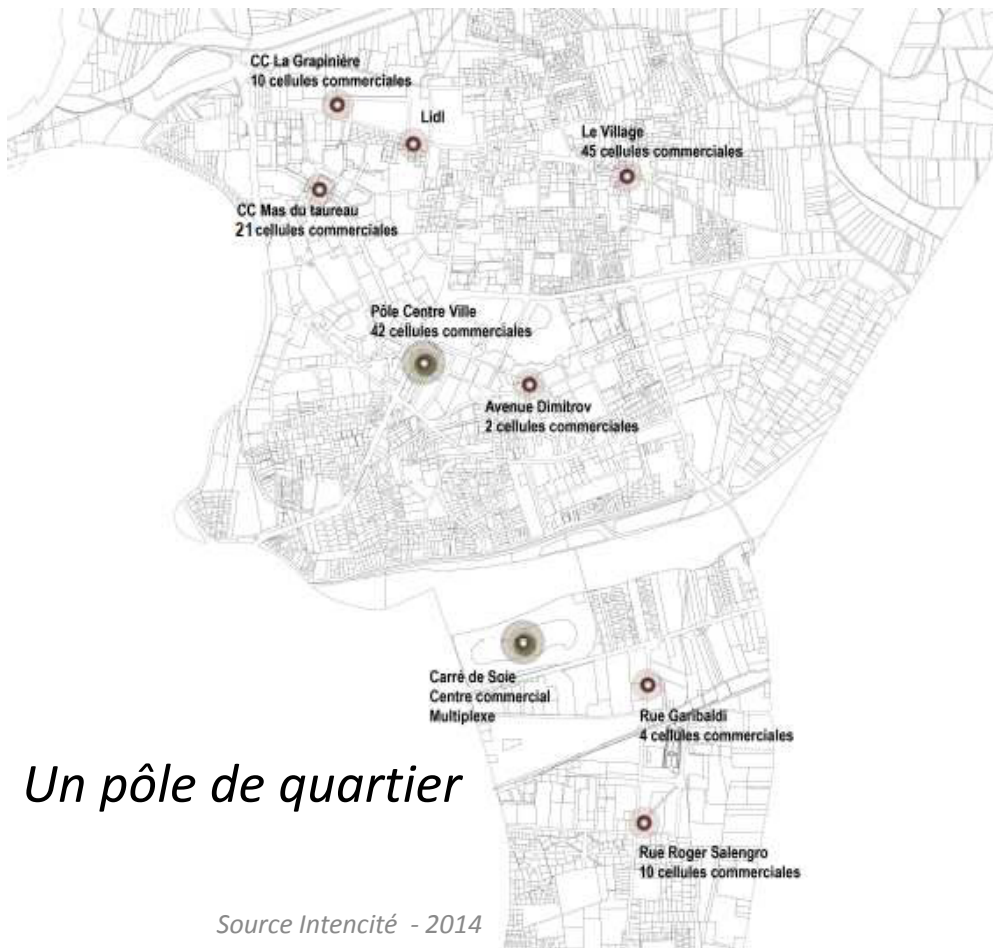 CC La Grapinière
10 cellules commerciales
Lidl
Le Village
45 cellules commerciales
CC Mas du taureau
21 cellules commerciales
Pôle Centre Ville
42 cellules commerciales
Avenue Dimitrov
2 cellules commerciales
Carré de Soie
Centre commercial
Multiplexe
Rue Garibaldi
4 cellules commerciales
Un pôle de quartier
Rue Roger Salengro
10 cellules commerciales
Source Intencité - 2014